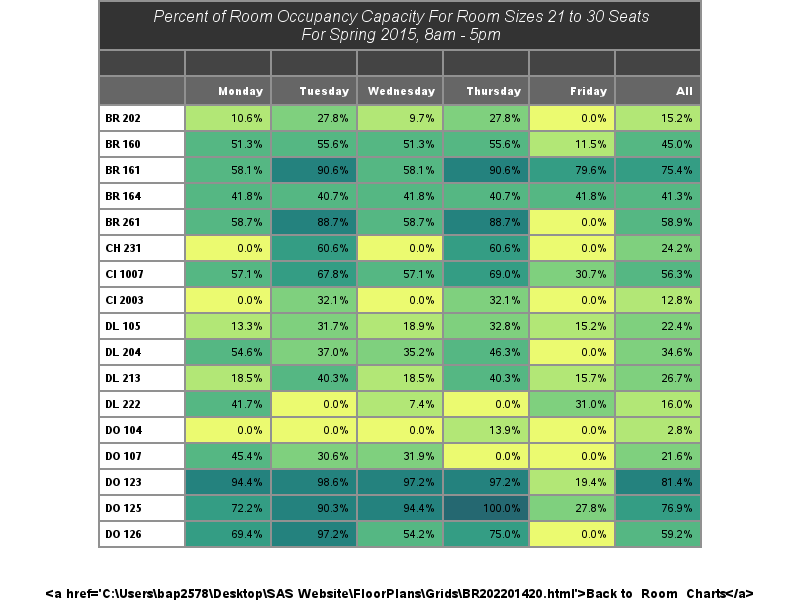 Percent of Room Occupancy Capacity For Room Sizes 21 to 30 Seats
For Spring 2015, 8am - 5pm
Monday Tuesday Wednesday Thursday Friday All
BR 202 10.6% 27.8% 9.7% 27.8% 0.0% 15.2%
BR 160 51.3% 55.6% 51.3% 55.6% 11.5% 45.0%
BR 161 58.1% 90.6% 58.1% 90.6% 79.6% 75.4%
BR 164 41.8% 40.7% 41.8% 40.7% 41.8% 41.3%
BR 261 58.7% 88.7% 58.7% 88.7% 0.0% 58.9%
CH 231 0.0% 60.6% 0.0% 60.6% 0.0% 24.2%
CI 1007 57.1% 67.8% 57.1% 69.0% 30.7% 56.3%
CI 2003 0.0% 32.1% 0.0% 32.1% 0.0% 12.8%
DL 105 13.3% 31.7% 18.9% 32.8% 15.2% 22.4%
DL 204 54.6% 37.0% 35.2% 46.3% 0.0% 34.6%
DL 213 18.5% 40.3% 18.5% 40.3% 15.7% 26.7%
DL 222 41.7% 0.0% 7.4% 0.0% 31.0% 16.0%
DO 104 0.0% 0.0% 0.0% 13.9% 0.0% 2.8%
DO 107 45.4% 30.6% 31.9% 0.0% 0.0% 21.6%
DO 123 94.4% 98.6% 97.2% 97.2% 19.4% 81.4%
DO 125 72.2% 90.3% 94.4% 100.0% 27.8% 76.9%
DO 126 69.4% 97.2% 54.2% 75.0% 0.0% 59.2%
<a href='C:\Users\bap2578\Desktop\SAS Website\FloorPlans\Grids\BR202201420.html'>Back to Room Charts</a>